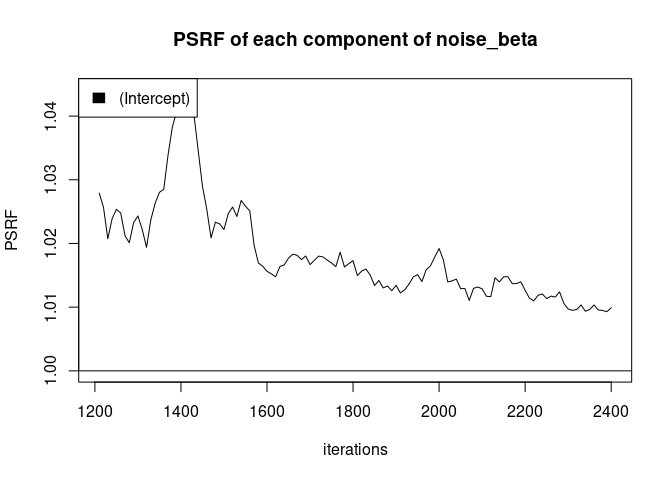 PSRF of each component of noise_beta
(Intercept)
PSRF
1.04
1.03
1.02
1.01
1.00
1200 1400 1600 1800 2000 2200 2400
iterations